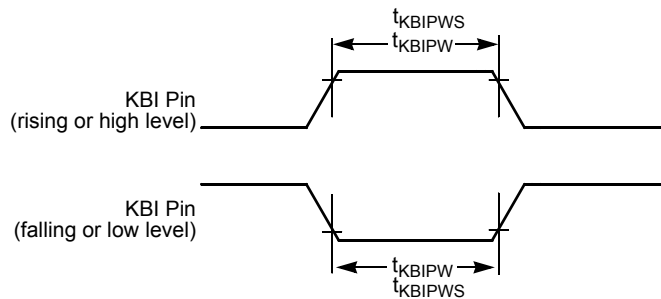 tKBIPWS
tKBIPW
KBI Pin
(rising or high level)
KBI Pin
(falling or low level)
tKBIPW
tKBIPWS